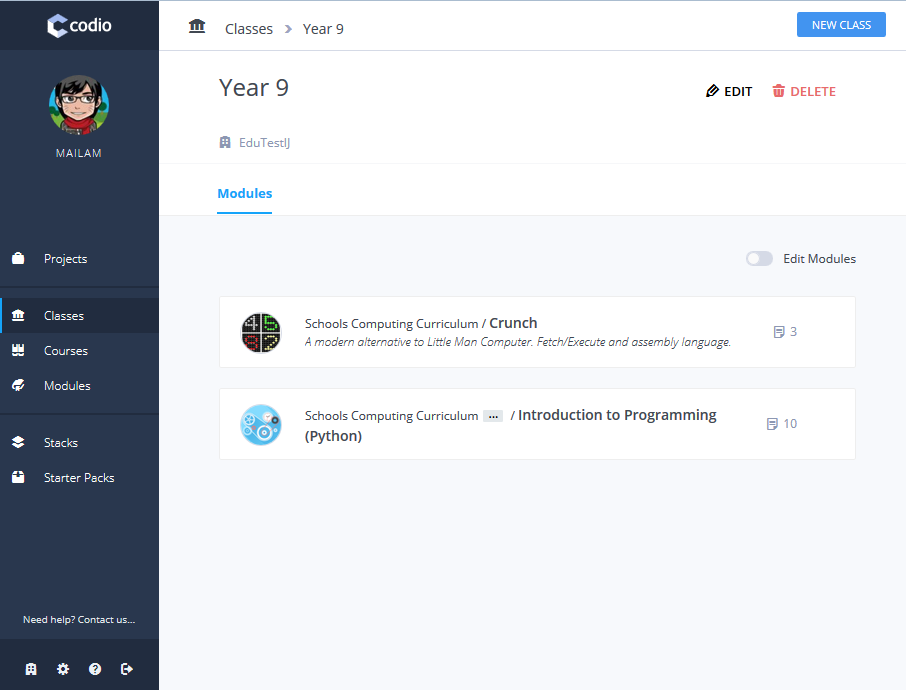 codio
MAILAM
Projects
Classes
Courses
Modules
Stacks
Starter Packs
Need help? Contact us...
Classes > Year 9
NEW CLASS
Year 9
EDIT
DELETE
EduTestIJ
Modules
Edit Modules
Schools Computing Curriculum / Crunch
A modern alternative to Little Man Computer. Fetch/Execute and assembly language.
3
Schools Computing Curriculum ... / Introduction to Programming
(Python)
10